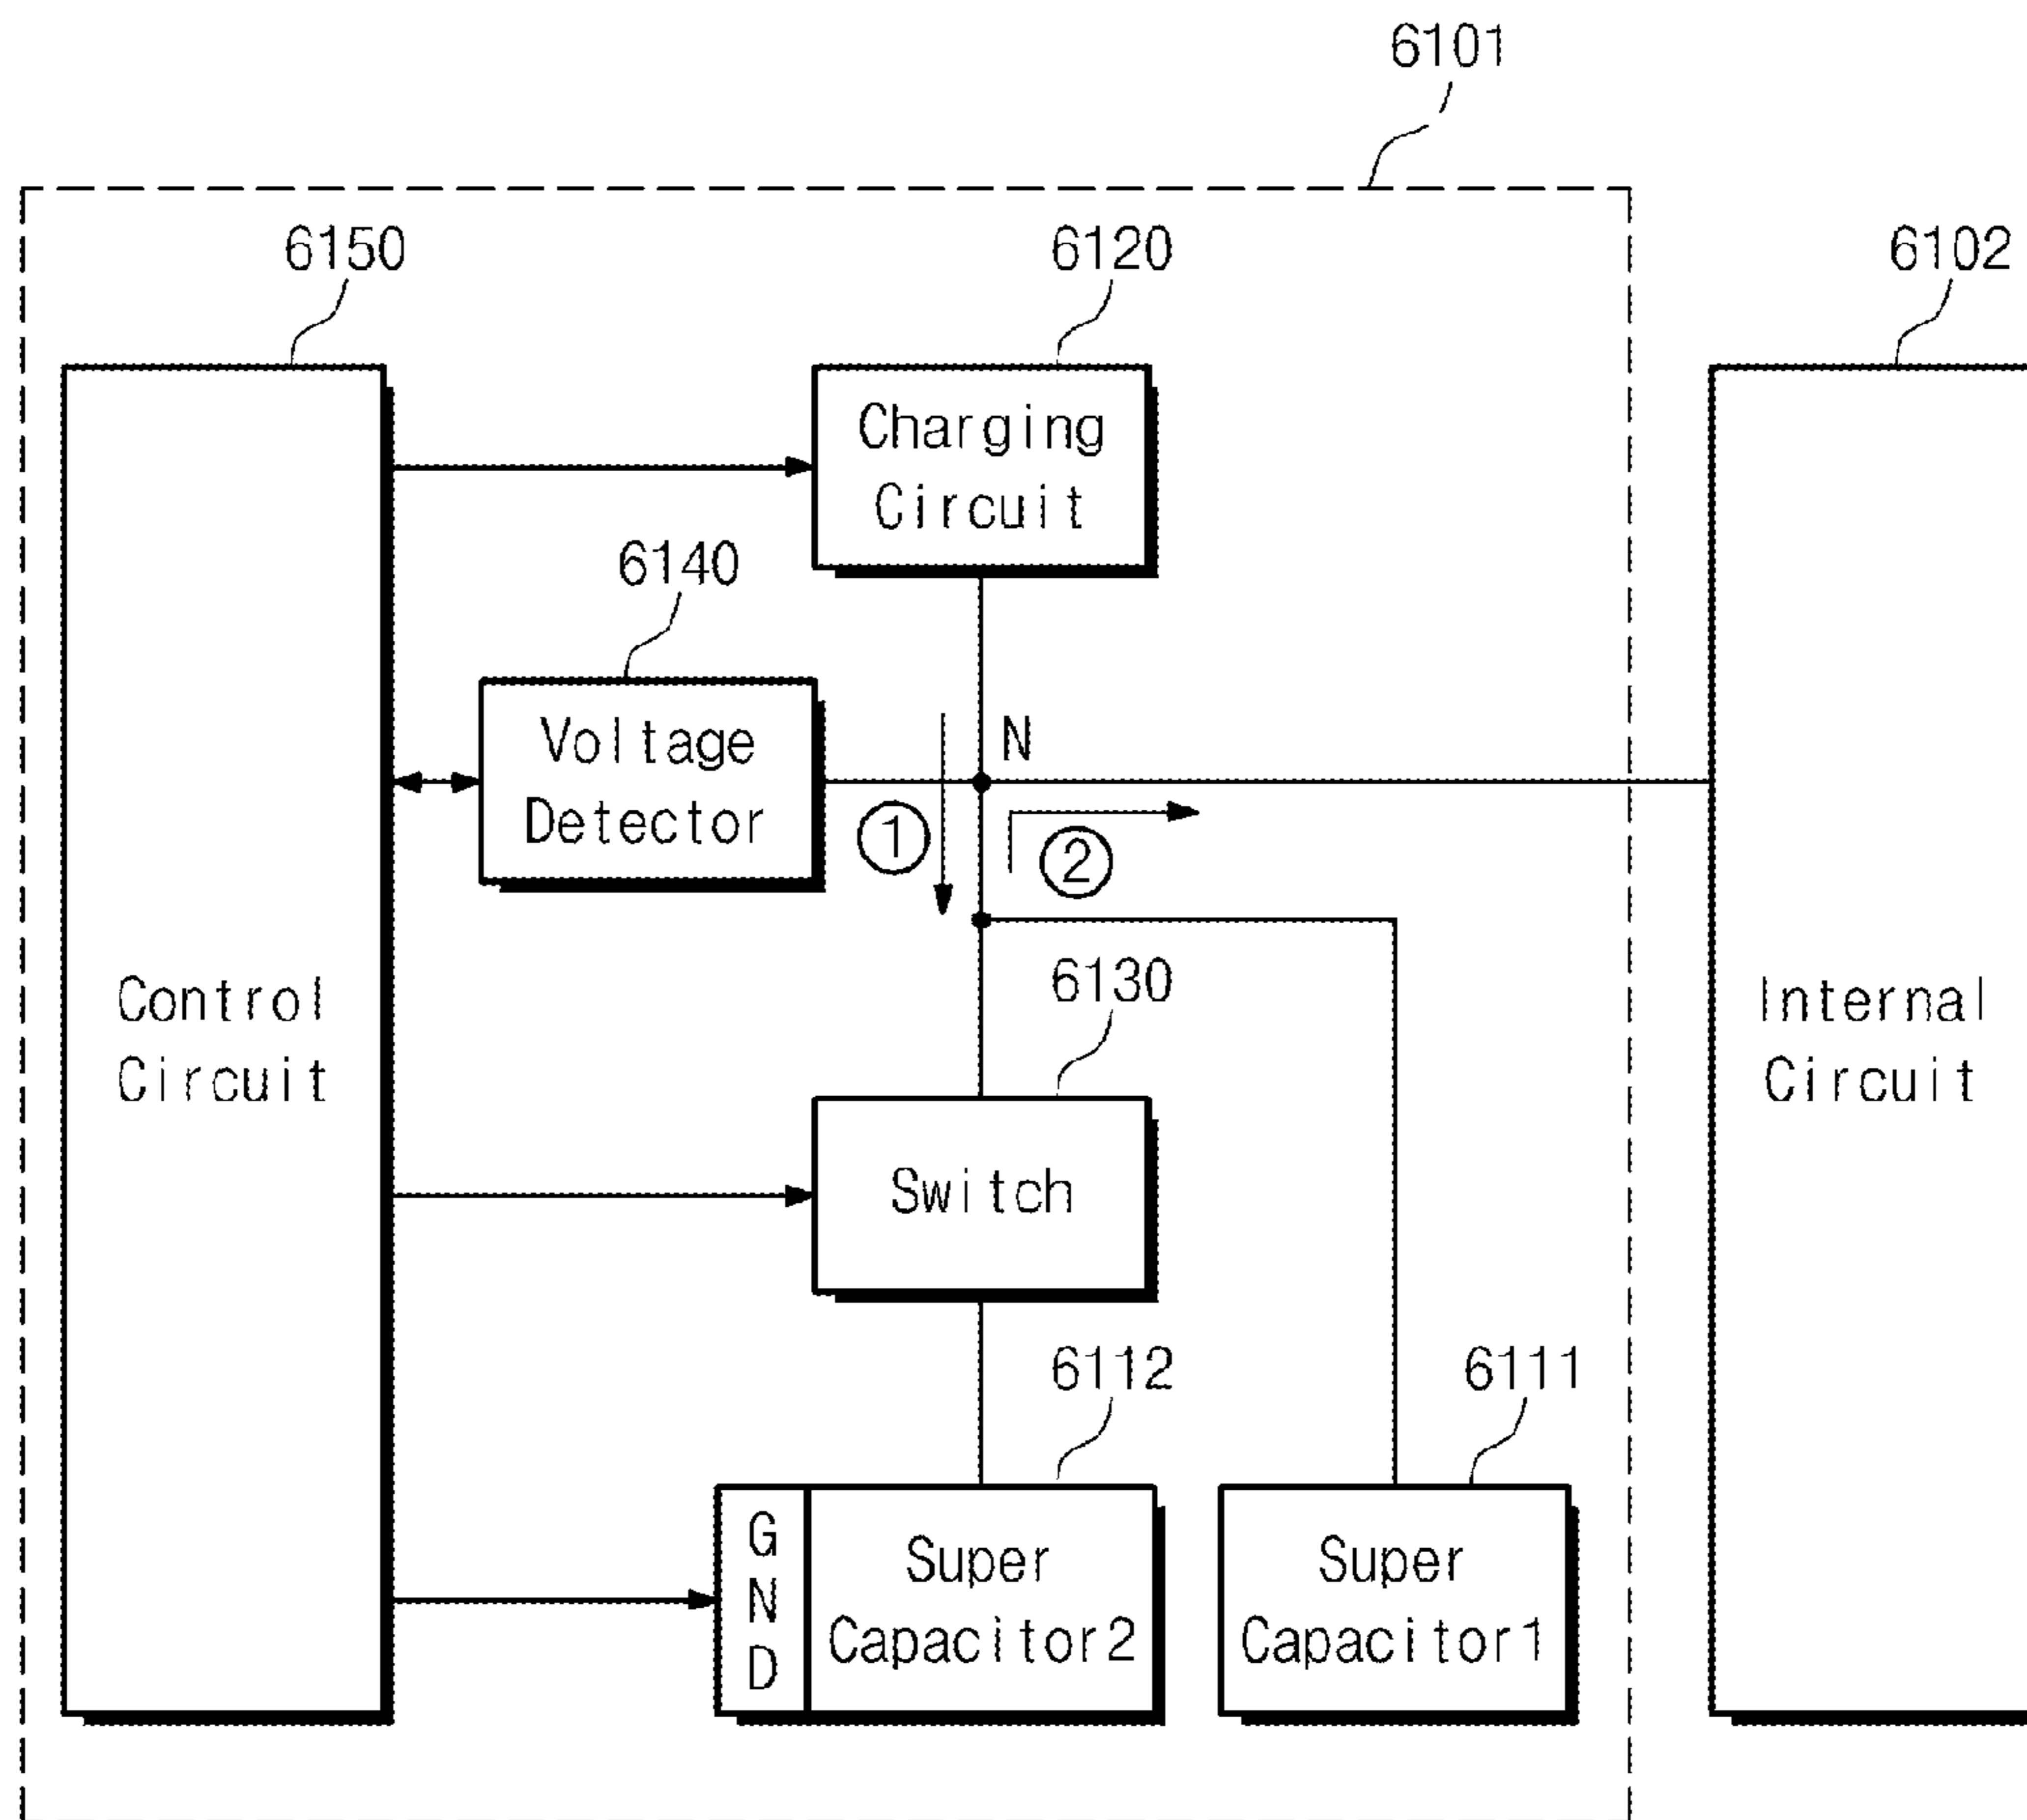 6101
6150
6120
6102
Charging
Circuit
6140
Voltage
Detector
N
①
②
Control
Circuit
6130
Internal
Circuit
Switch
6112
6111
GND
Super
Capacitor2
Super
Capacitor1